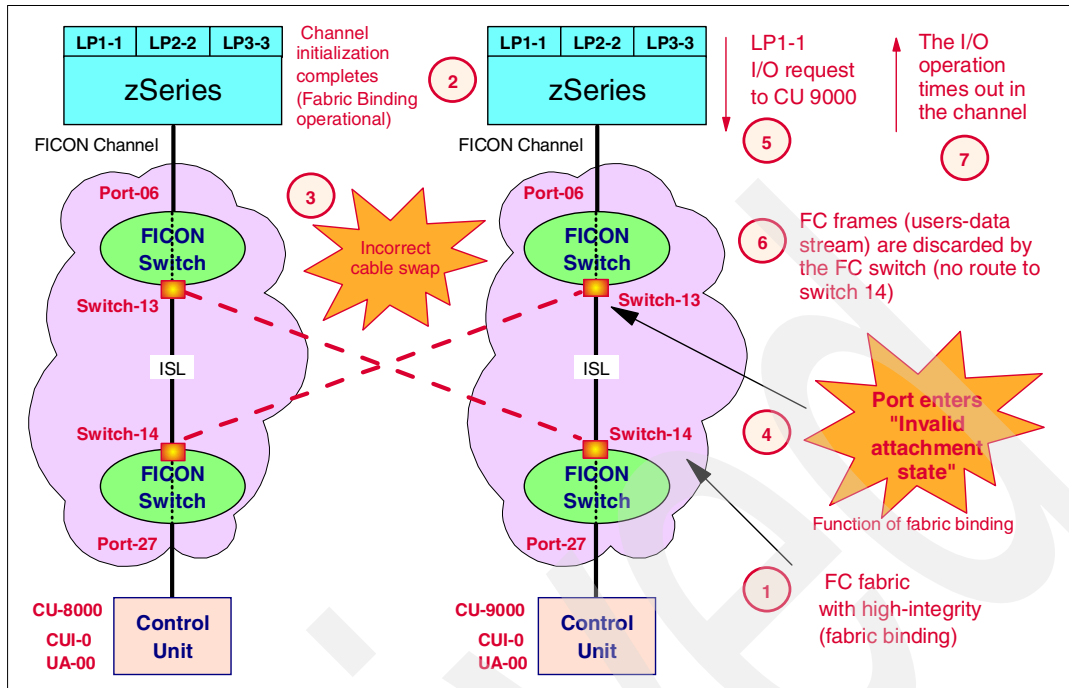 LP1-1 LP2-2 LP3-3
zSeries
FICON Channel
Channel
initialization
completes
(Fabric Binding
operational)
2
LP1-1 LP2-2 LP3-3
zSeries
FICON Channel
LP1-1
I/O request
to CU 9000
5
The I/O
operation
times out in
the channel
7
Port-06
FICON
Switch
Switch-13
3
Incorrect
cable swap
Port-06
FICON
Switch
Switch-13
6
FC frames (users-data
stream) are discarded by
the FC switch (no route to
switch 14)
ISL
ISL
4
Port enters
"Invalid
attachment
state"
Function of fabric binding
Switch-14
FICON
Switch
Port-27
Switch-14
FICON
Switch
Port-27
1
FC fabric
with high-integrity
(fabric binding)
CU-8000
CUI-0
UA-00
Control
Unit
CU-9000
CUI-0
UA-00
Control
Unit